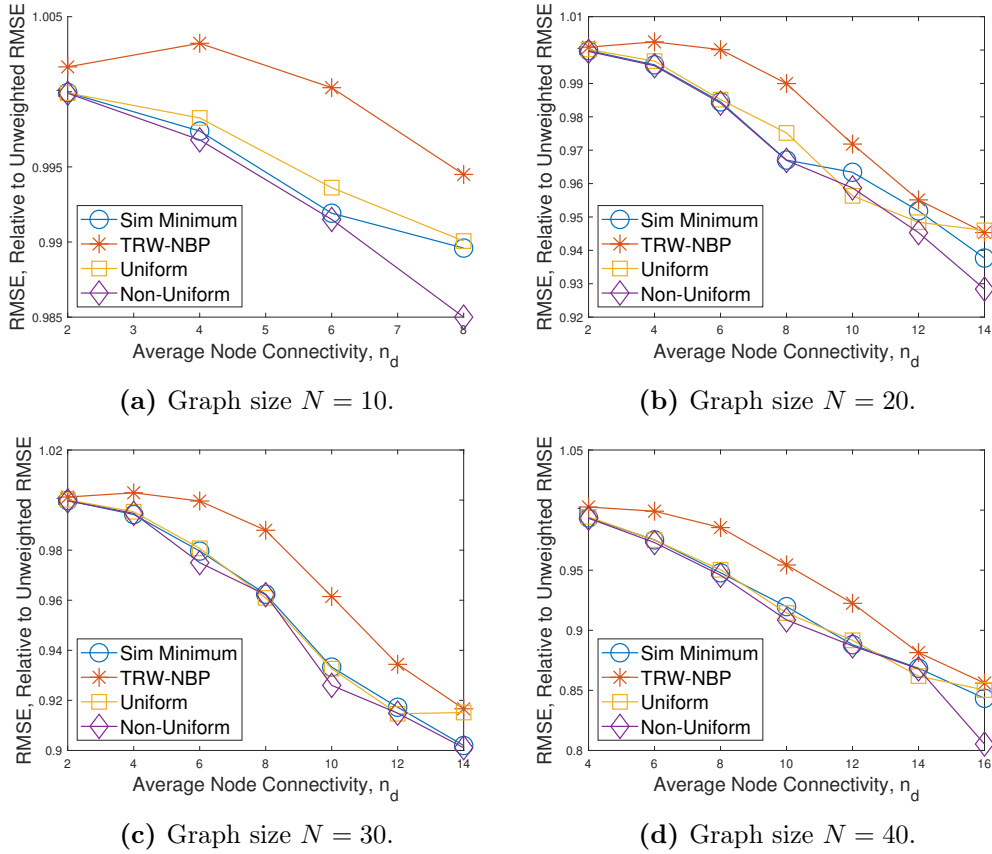 RMSE, Relative to Unweighted RMSE
1.005
0.995
0.99
0.985
Sim Minimum
TRW-NBP
Uniform
Non-Uniform
2 3 4 5 6 7 8
Average Node Connectivity, n_d
(a) Graph size N = 10.
RMSE, Relative to Unweighted RMSE
1.01
0.99
0.98
0.97
0.96
0.95
0.94
0.93
0.92
Sim Minimum
TRW-NBP
Uniform
Non-Uniform
2 4 6 8 10 12 14
Average Node Connectivity, n_d
(b) Graph size N = 20.
RMSE, Relative to Unweighted RMSE
1.02
0.98
0.96
0.94
0.92
0.9
Sim Minimum
TRW-NBP
Uniform
Non-Uniform
2 4 6 8 10 12 14
Average Node Connectivity, n_d
(c) Graph size N = 30.
RMSE, Relative to Unweighted RMSE
1.05
0.95
0.9
0.85
0.8
Sim Minimum
TRW-NBP
Uniform
Non-Uniform
4 6 8 10 12 14 16
Average Node Connectivity, n_d
(d) Graph size N = 40.